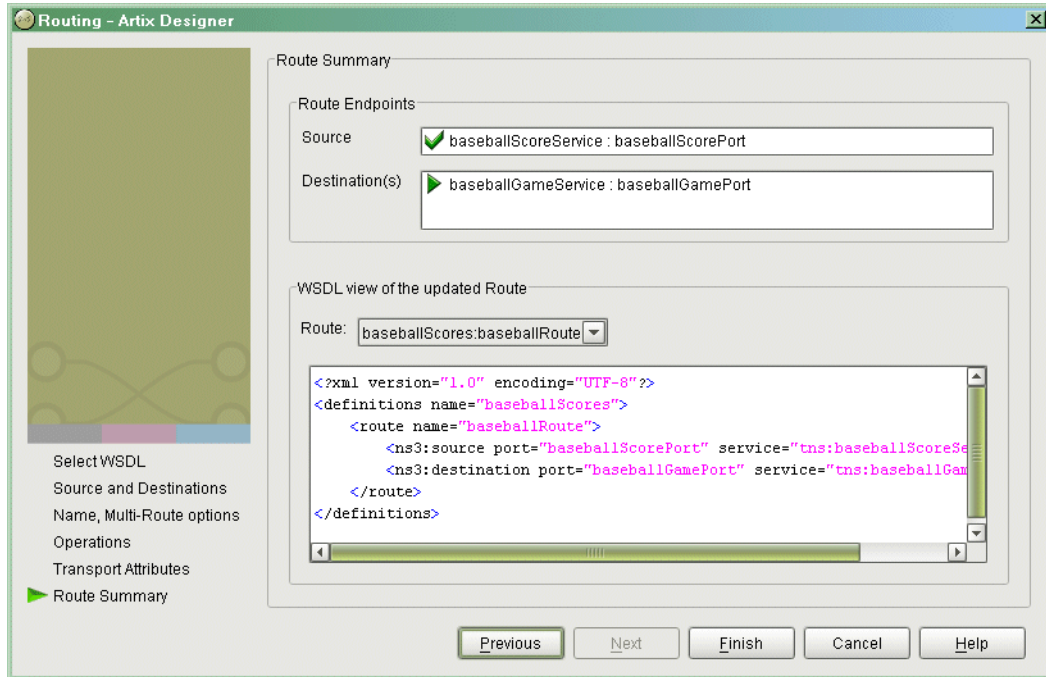 Routing - Artix Designer
Route Summary
Route Endpoints
Source
baseballScoreService : baseballScorePort
Destination(s)
baseballGameService : baseballGamePort
WSDL view of the updated Route
Route:
baseballScores:baseballRoute
<?xml version="1.0" encoding="UTF-8"?>
<definitions name="baseballScores">
<route name="baseballRoute">
<ns3:source port="baseballScorePort" service="tns:baseballScoreSe
<ns3:destination port="baseballGamePort" service="tns:baseballGam
</route>
</definitions>
Select WSDL
Source and Destinations
Name, Multi-Route options
Operations
Transport Attributes
Route Summary
Previous
Next
Finish
Cancel
Help